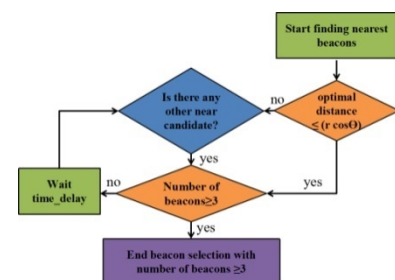 Start finding nearest
beacons
Is there any
other near
candidate?
no
optimal
distance
≤ (r cosΘ)
yes
yes
Wait
time_delay
no
Number of
beacons≥3
yes
End beacon selection with
number of beacons ≥3